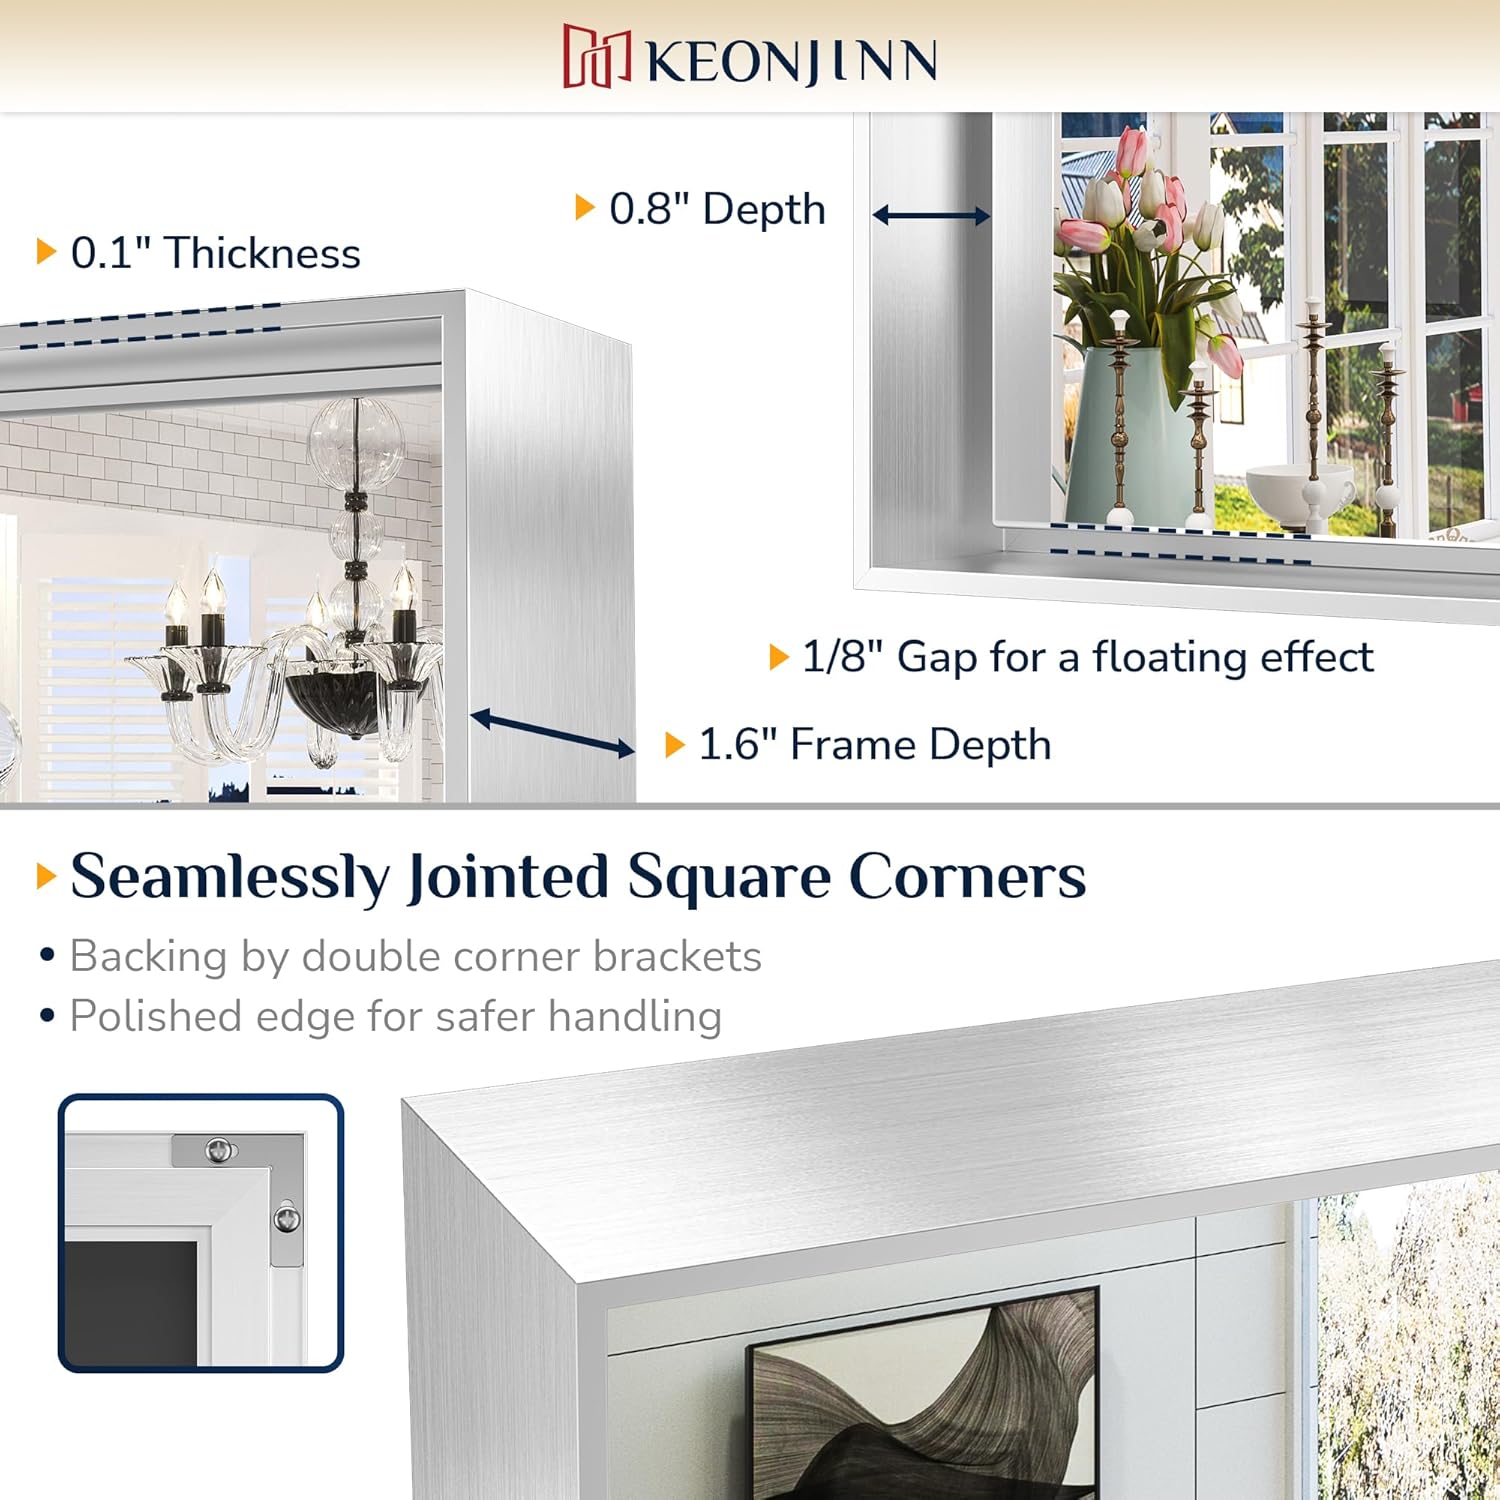 KEONJINN
0.8" Depth
0.1" Thickness
1/8" Gap for a floating effect
1.6" Frame Depth
Seamlessly Jointed Square Corners
• Backing by double corner brackets
• Polished edge for safer handling